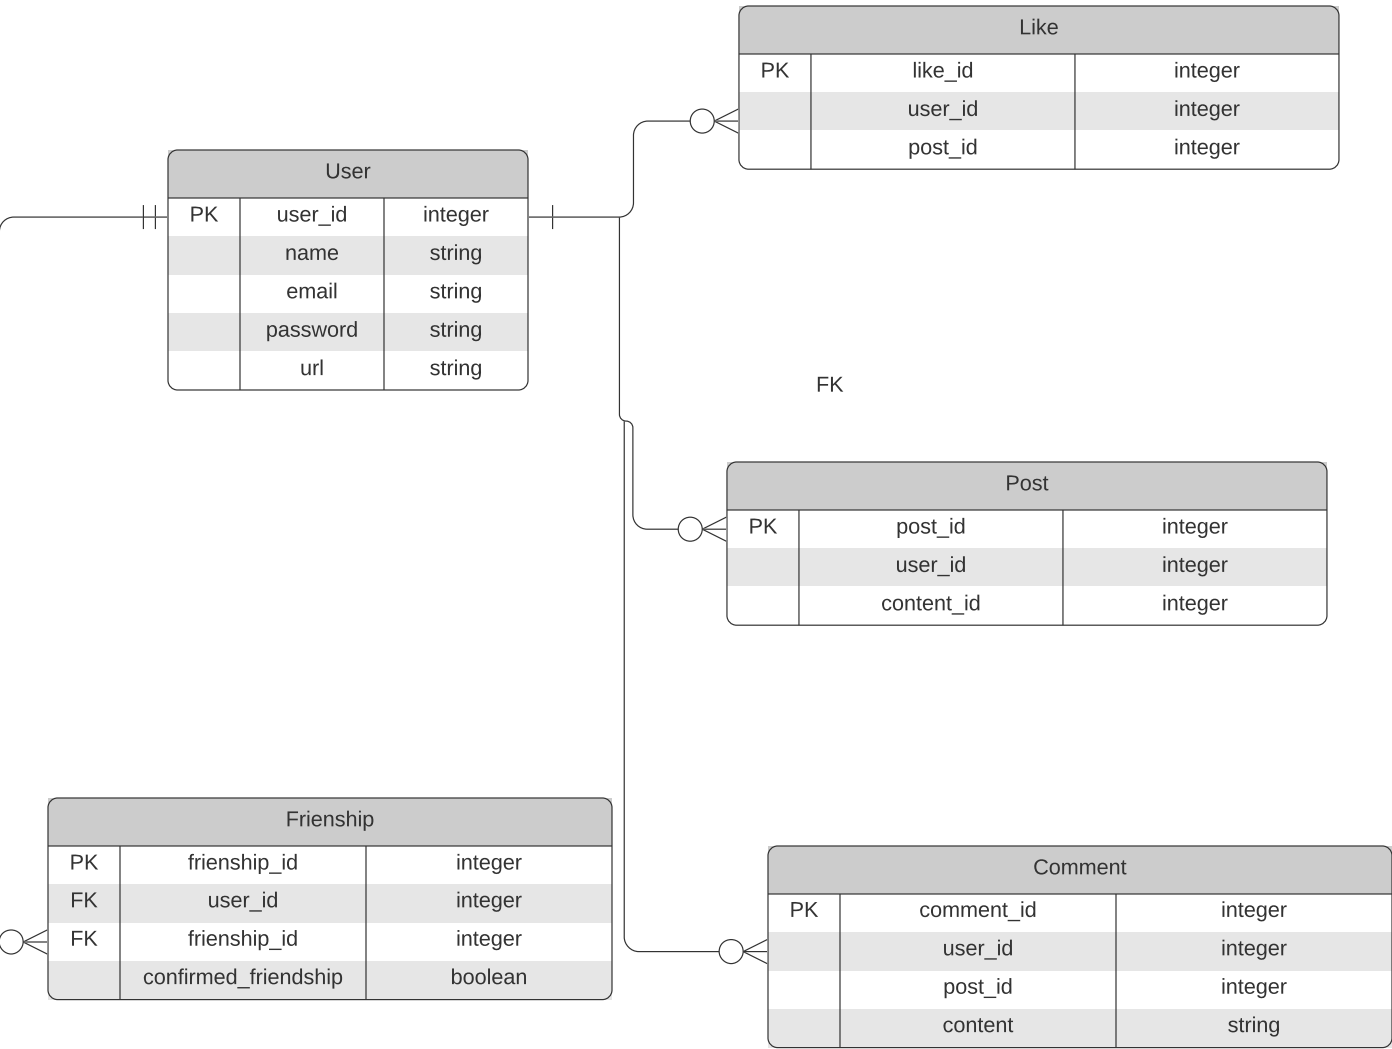 Like
PK like_id integer
user_id integer
post_id integer
User
PK user_id integer
name string
email string
password string
url string
FK
Post
PK post_id integer
user_id integer
content_id integer
Frienship
PK frienship_id integer
FK user_id integer
FK frienship_id integer
confirmed_friendship boolean
Comment
PK comment_id integer
user_id integer
post_id integer
content string